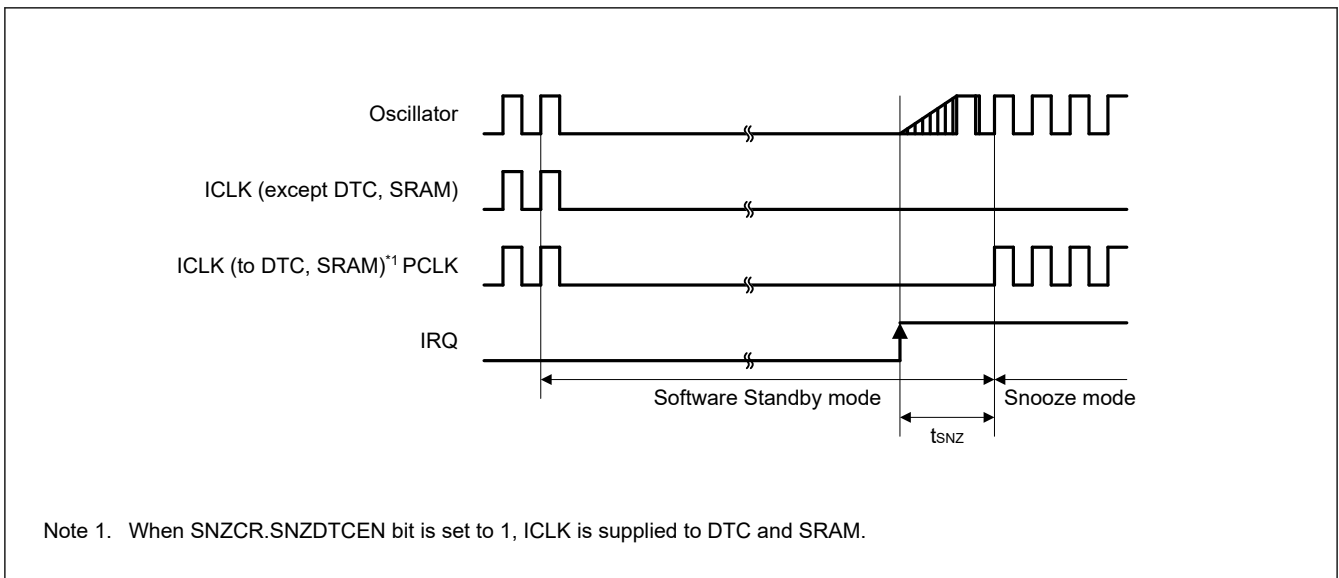 Oscillator
ICLK (except DTC, SRAM)
ICLK (to DTC, SRAM)*1 PCLK
IRQ
Software Standby mode
Snooze mode
tSNZ
Note 1. When SNZCR.SNZDTCEN bit is set to 1, ICLK is supplied to DTC and SRAM.